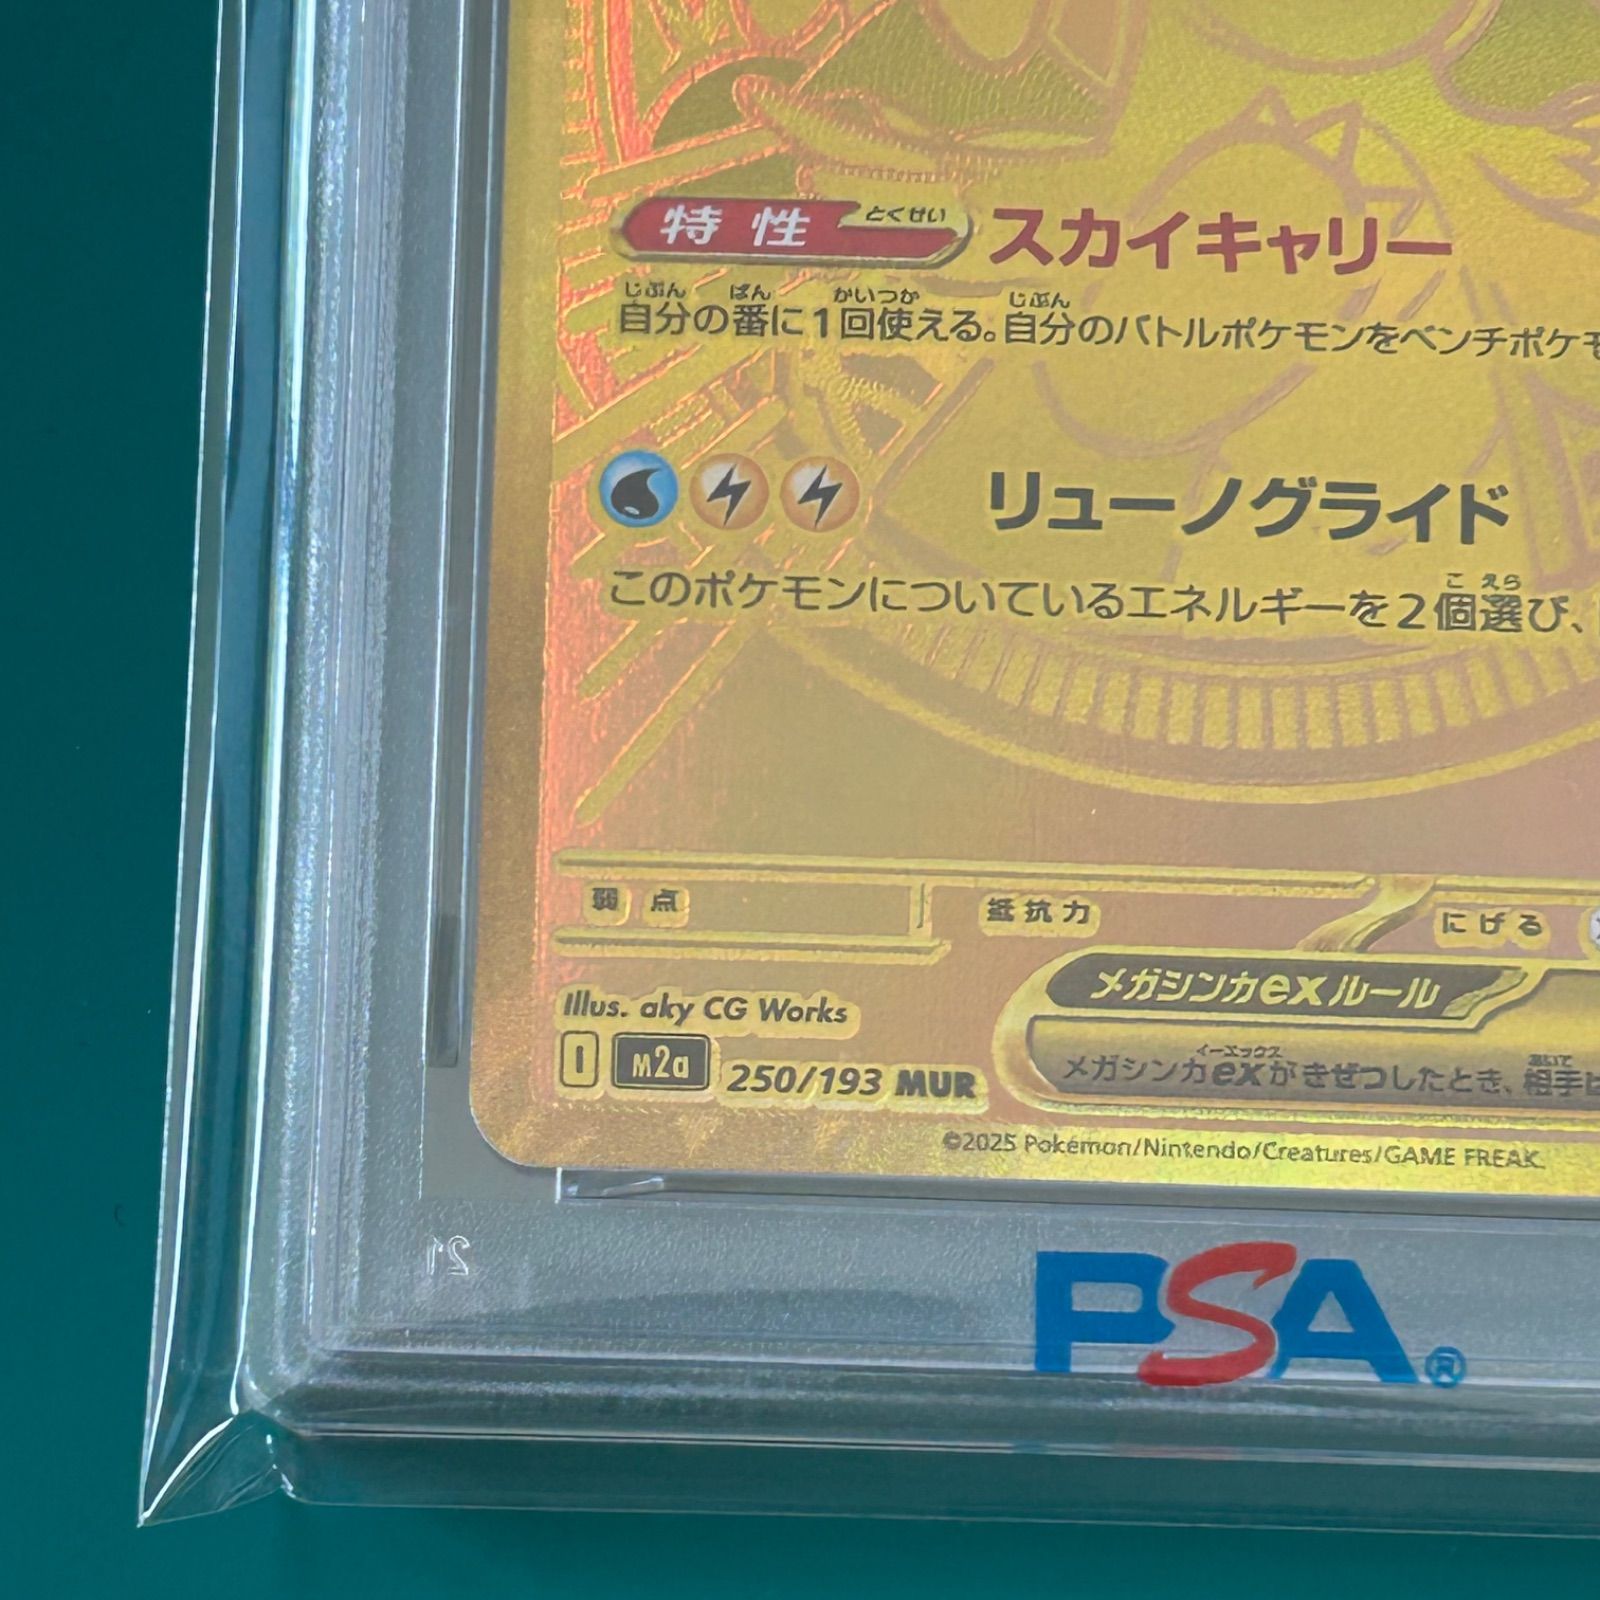 特性 とくせい スカイキャリー
じぶん ばん かいつか じぶん
自分の番に1回使える。自分のバトルポケモンをベンチポケモ
リューノグライド
こ えら
このポケモンについているエネルギーを2個選び、
弱点 抵抗力 にげる
メガシンカexルール
Illus. aky CG Works
イーエックス あいて
メガシンカexがきぜつしたとき、相手は
I m2a 250/193 MUR
©2025 Pokémon/Nintendo/Creatures/GAME FREAK.
21
PSA®